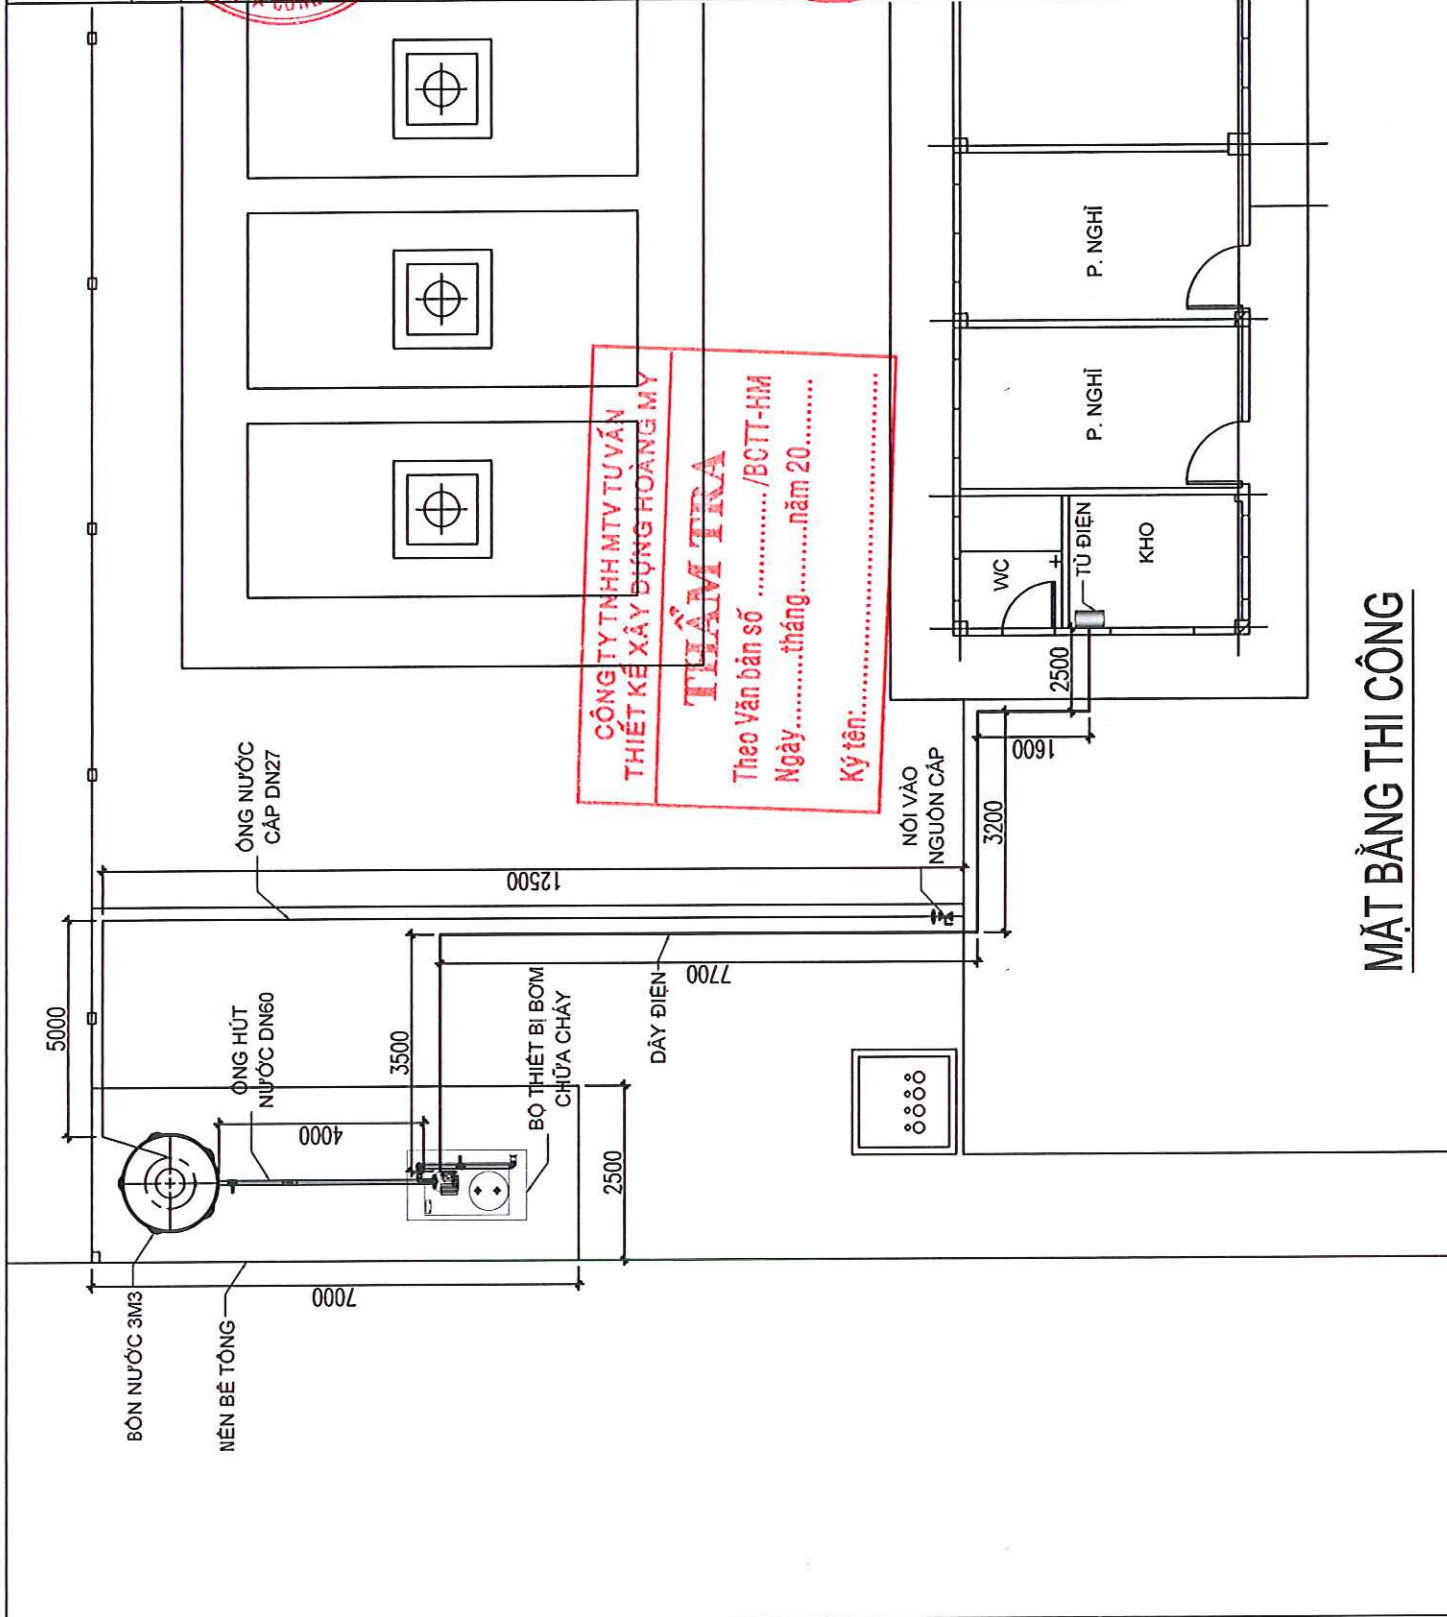 BỒN NƯỚC 3M3
NỀN BÊ TÔNG
7000
5000
ỐNG HÚT
NƯỚC DN60
4000
3500
BỘ THIẾT BỊ BƠM
CHỮA CHÁY
2500
ỐNG NƯỚC
CẤP DN27
12500
DÂY ĐIỆN
7700
NỐI VÀO
NGUỒN CẤP
3200
1600
2500
CÔNG TY TNHH MTV TƯ VẤN
THIẾT KẾ XÂY DỰNG HOÀNG MY
THẨM TRA
Theo Văn bản số ............/BCTT-HM
Ngày..........tháng..........năm 20.........
Ký tên:..................................................
WC
TỦ ĐIỆN
KHO
P. NGHỈ
P. NGHỈ
MẶT BẰNG THI CÔNG